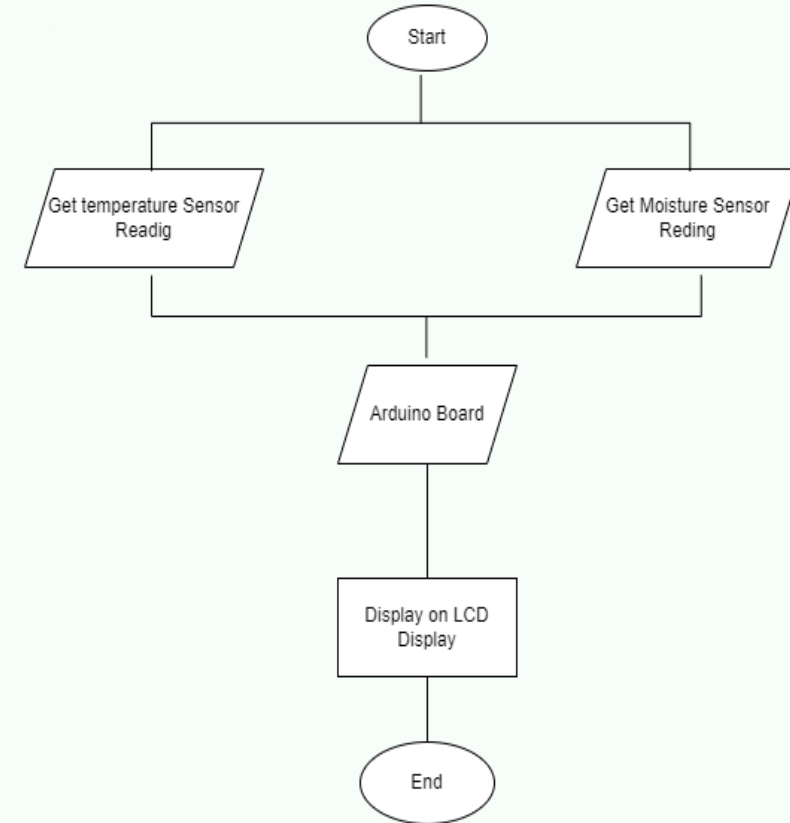 Start
Get temperature Sensor
Readig
Get Moisture Sensor
Reding
Arduino Board
Display on LCD
Display
End